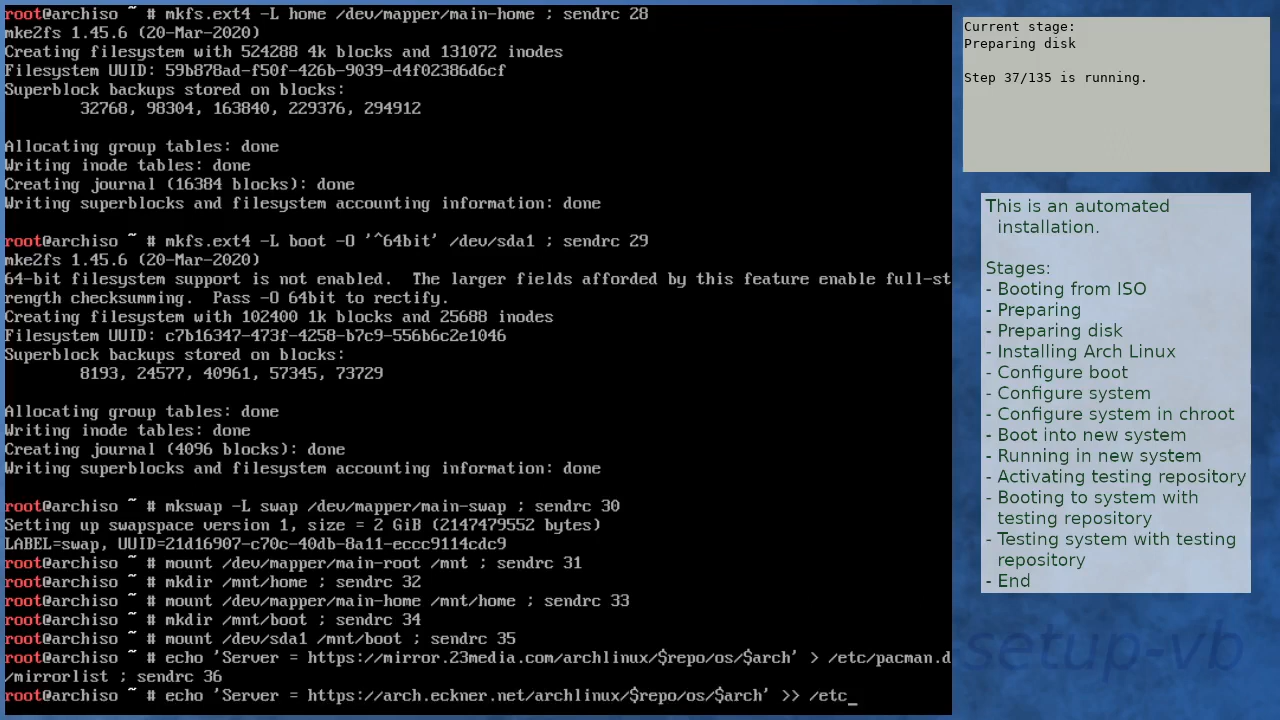 root@archiso ~ # mkfs.ext4 -L home /dev/mapper/main-home ; sendrc 28
mke2fs 1.45.6 (20-Mar-2020)
Creating filesystem with 524288 4k blocks and 131072 inodes
Filesystem UUID: 59b878ad-f50f-426b-9039-d4f02386d6cf
Superblock backups stored on blocks:
        32768, 98304, 163840, 229376, 294912

Allocating group tables: done
Writing inode tables: done
Creating journal (16384 blocks): done
Writing superblocks and filesystem accounting information: done

root@archiso ~ # mkfs.ext4 -L boot -O '^64bit' /dev/sda1 ; sendrc 29
mke2fs 1.45.6 (20-Mar-2020)
64-bit filesystem support is not enabled.  The larger fields afforded by this feature enable full-st
rength checksumming.  Pass -O 64bit to rectify.
Creating filesystem with 102400 1k blocks and 25688 inodes
Filesystem UUID: c7b16347-473f-4258-b7c9-556b6c2e1046
Superblock backups stored on blocks:
        8193, 24577, 40961, 57345, 73729

Allocating group tables: done
Writing inode tables: done
Creating journal (4096 blocks): done
Writing superblocks and filesystem accounting information: done

root@archiso ~ # mkswap -L swap /dev/mapper/main-swap ; sendrc 30
Setting up swapspace version 1, size = 2 GiB (2147479552 bytes)
LABEL=swap, UUID=21d16907-c70c-40db-8a11-eccc9114cdc9
root@archiso ~ # mount /dev/mapper/main-root /mnt ; sendrc 31
root@archiso ~ # mkdir /mnt/home ; sendrc 32
root@archiso ~ # mount /dev/mapper/main-home /mnt/home ; sendrc 33
root@archiso ~ # mkdir /mnt/boot ; sendrc 34
root@archiso ~ # mount /dev/sda1 /mnt/boot ; sendrc 35
root@archiso ~ # echo 'Server = https://mirror.23media.com/archlinux/$repo/os/$arch' > /etc/pacman.d
/mirrorlist ; sendrc 36
root@archiso ~ # echo 'Server = https://arch.eckner.net/archlinux/$repo/os/$arch' >> /etc_
Current stage:
Preparing disk

Step 37/135 is running.
This is an automated
installation.

Stages:
- Booting from ISO
- Preparing
- Preparing disk
- Installing Arch Linux
- Configure boot
- Configure system
- Configure system in chroot
- Boot into new system
- Running in new system
- Activating testing repository
- Booting to system with
testing repository
- Testing system with testing
repository
- End
setup-vb